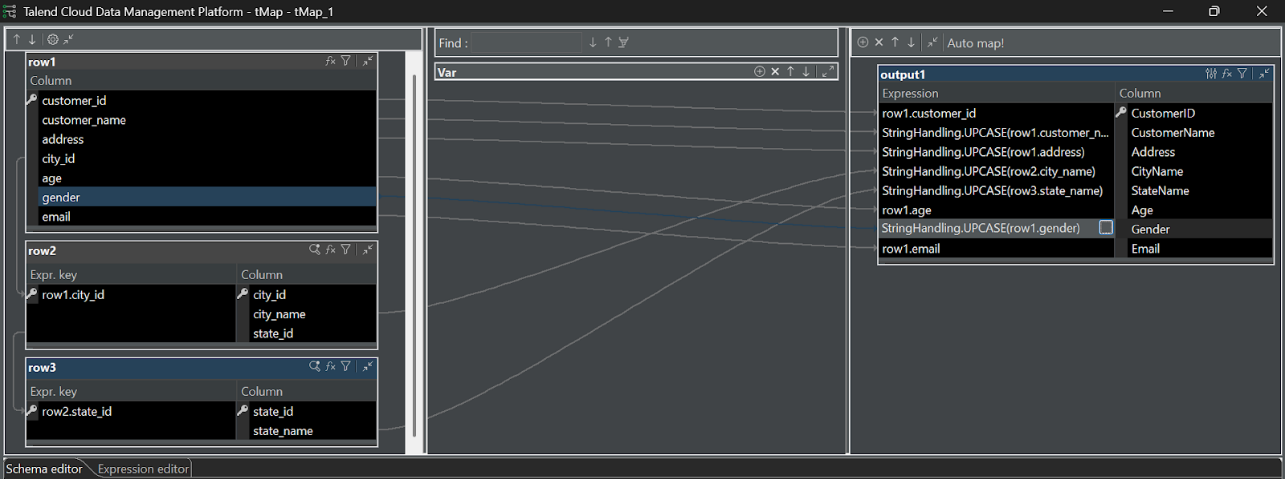 Talend Cloud Data Management Platform - tMap - tMap_1
Find :
Auto map!
row1
Column
customer_id
customer_name
address
city_id
age
gender
email
row2
Expr. key
Column
row1.city_id
city_id
city_name
state_id
row3
Expr. key
Column
row2.state_id
state_id
state_name
Var
output1
Expression
Column
row1.customer_id
CustomerID
StringHandling.UPCASE(row1.customer_n...
CustomerName
StringHandling.UPCASE(row1.address)
Address
StringHandling.UPCASE(row2.city_name)
CityName
StringHandling.UPCASE(row3.state_name)
StateName
row1.age
Age
StringHandling.UPCASE(row1.gender)
Gender
row1.email
Email
Schema editor
Expression editor